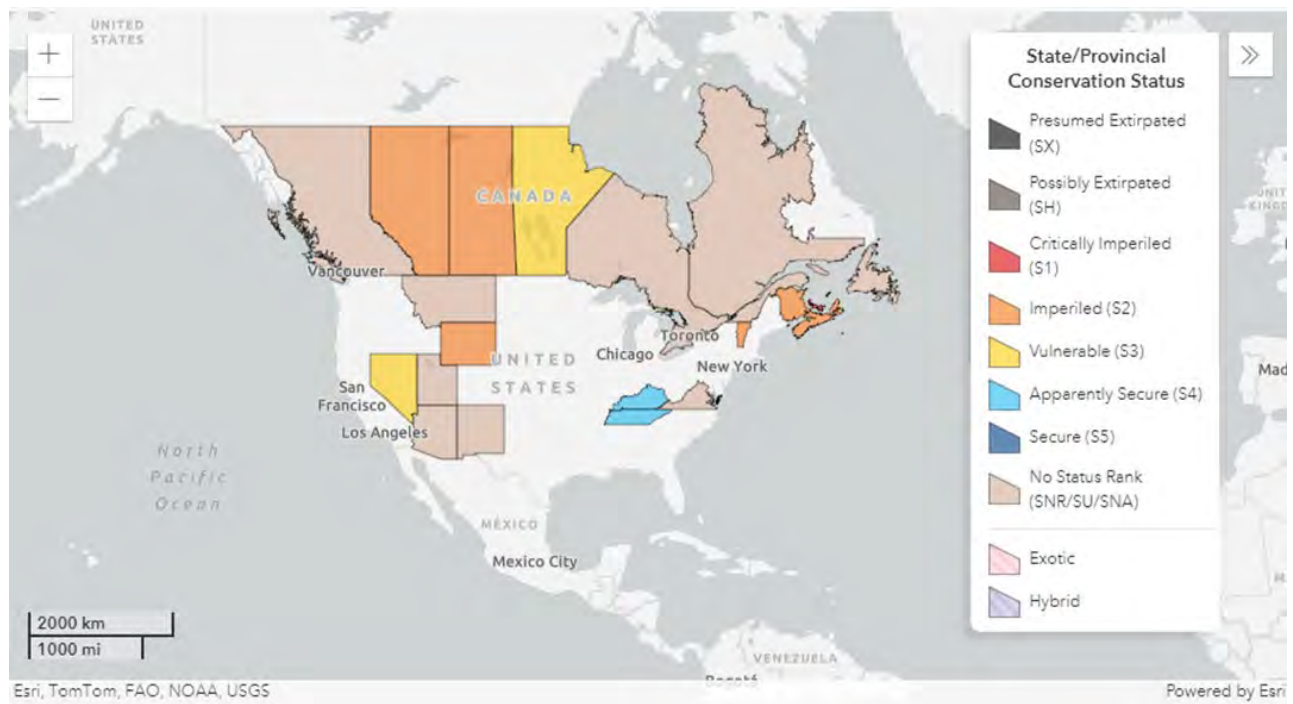 UNITED
STATES
+
−
State/Provincial
Conservation Status
Presumed Extirpated
(SX)
Possibly Extirpated
(SH)
Critically Imperiled
(S1)
Imperiled (S2)
Vulnerable (S3)
Apparently Secure (S4)
Secure (S5)
No Status Rank
(SNR/SU/SNA)
Exotic
Hybrid
CANADA
Vancouver
Toronto
Chicago
New York
UNITED
STATES
San
Francisco
Los Angeles
North
Pacific
Ocean
MÉXICO
Mexico City
VENEZUELA
Bogotá
Mad
2000 km
1000 mi
Esri, TomTom, FAO, NOAA, USGS
Powered by Esri